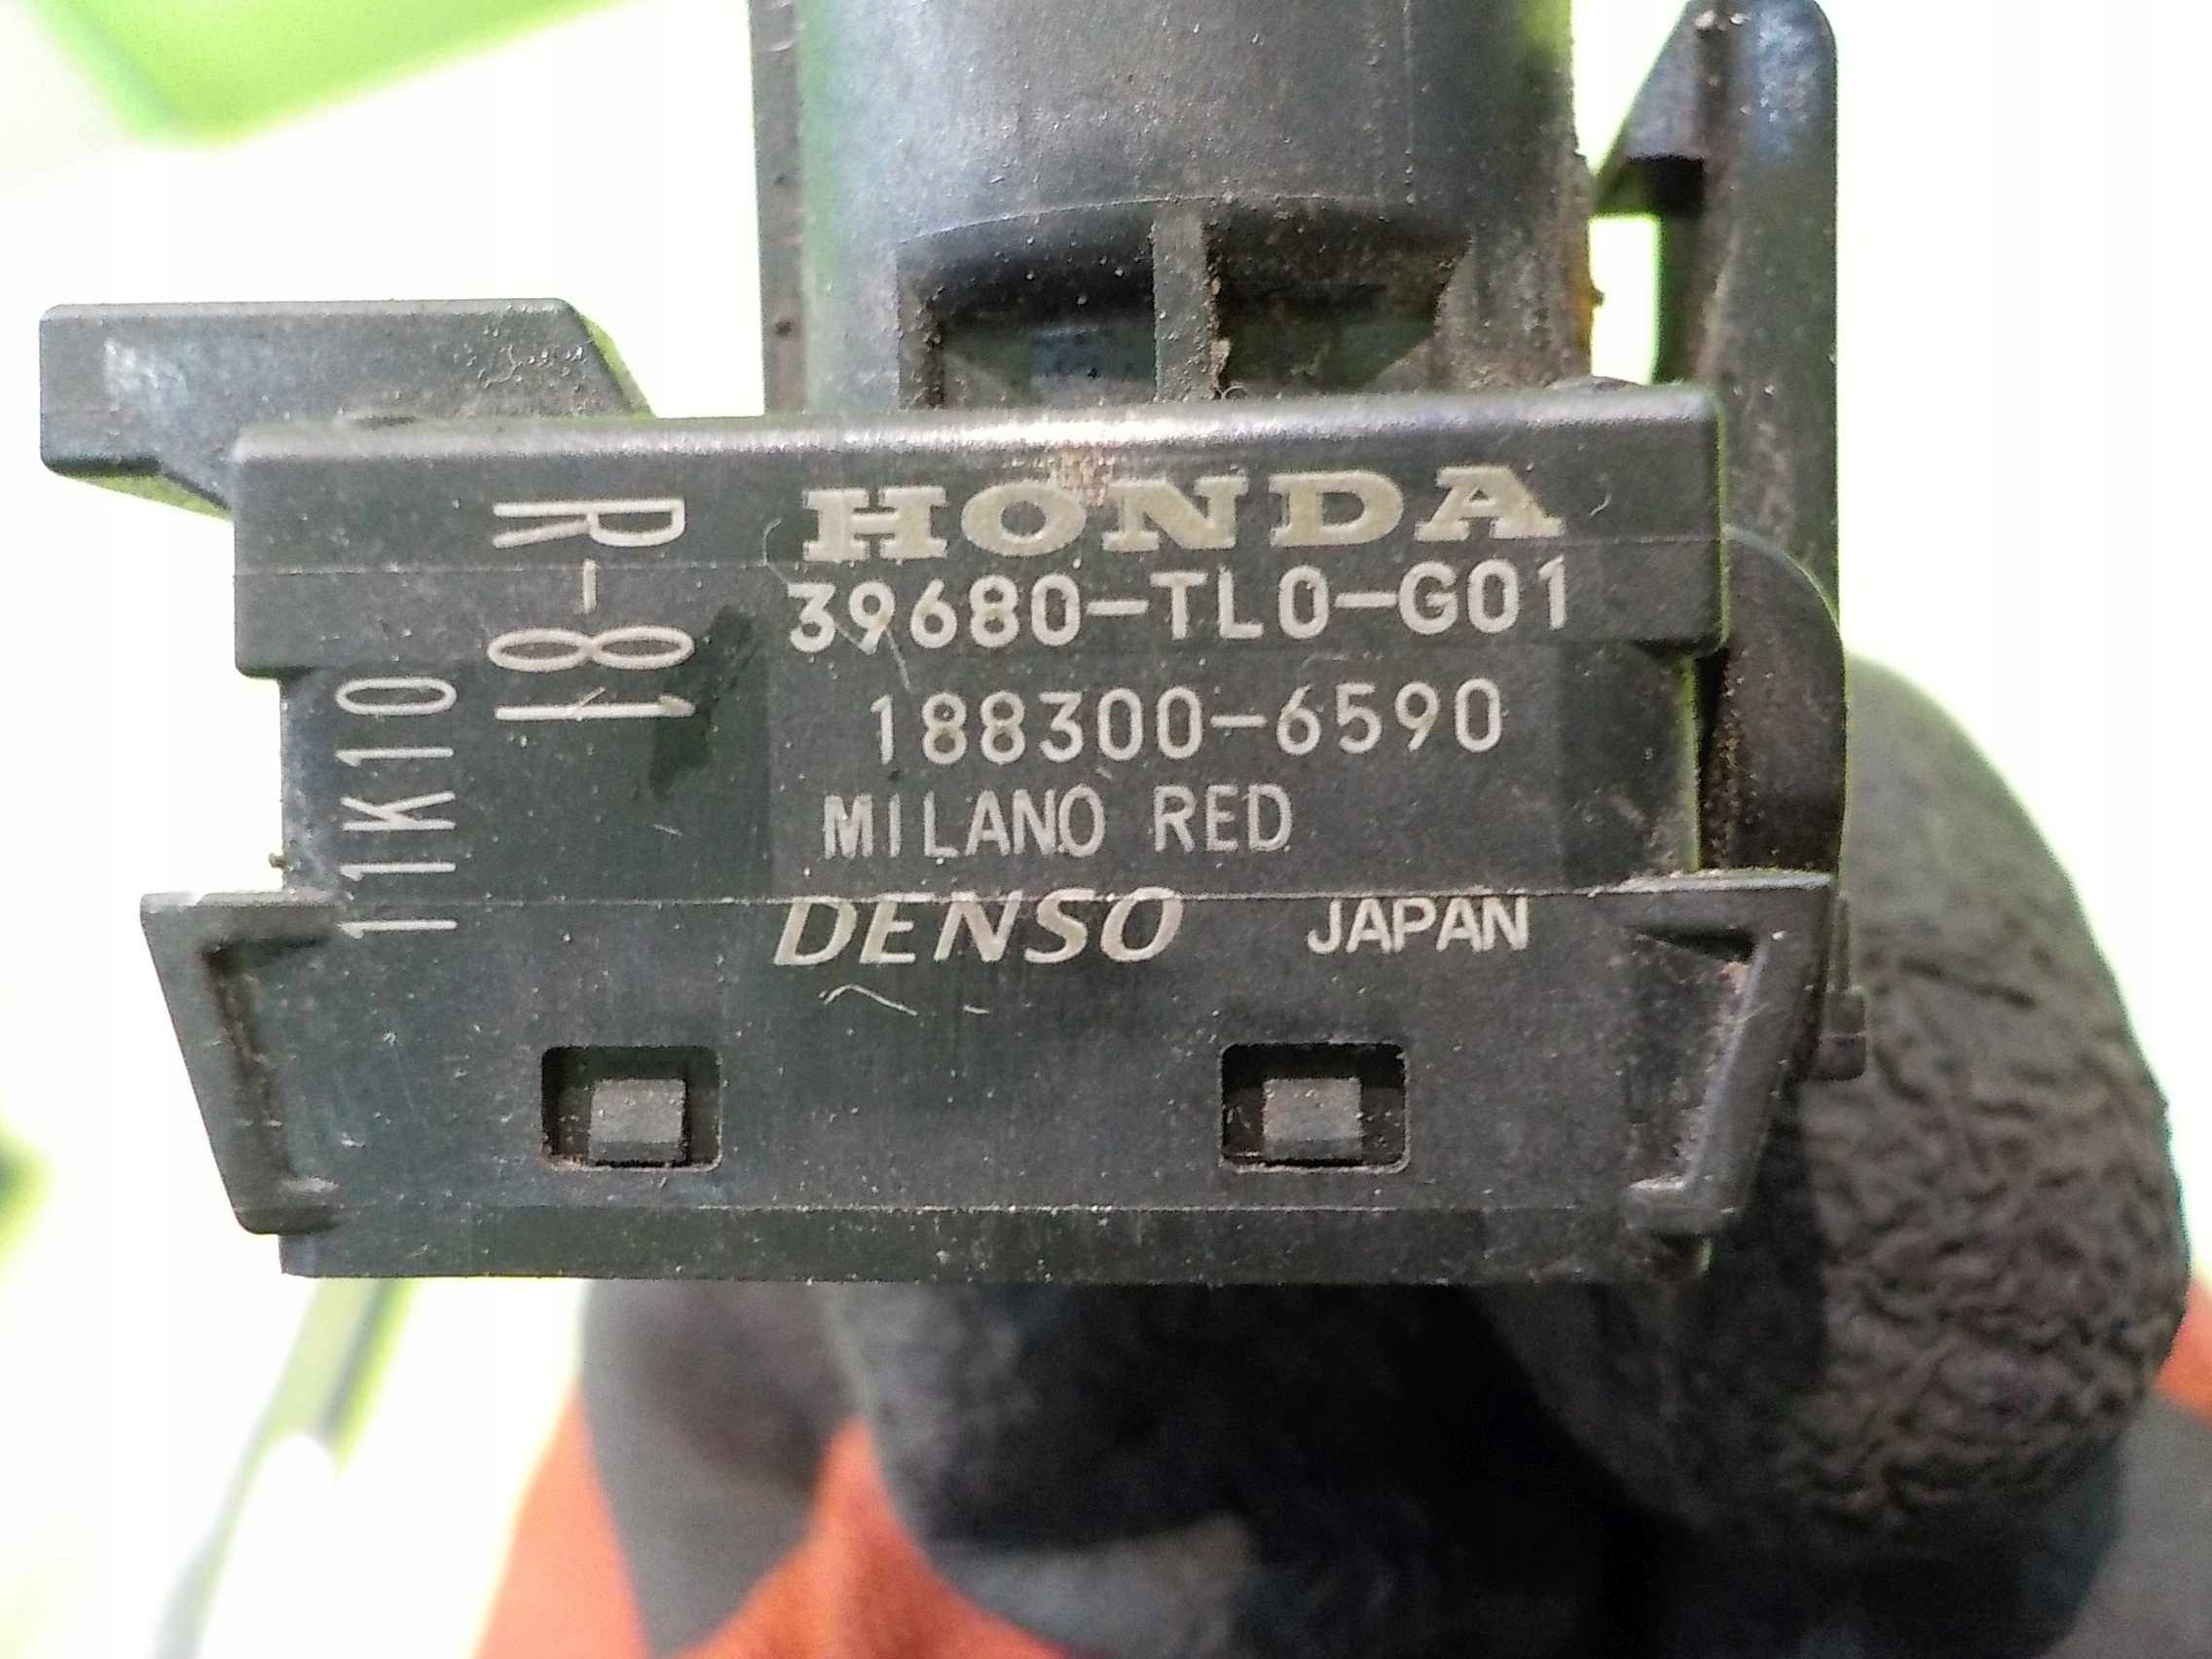 HONDA
39680-TL0-G01
188300-6590
MILANO RED
DENSO JAPAN
R-81
11K10